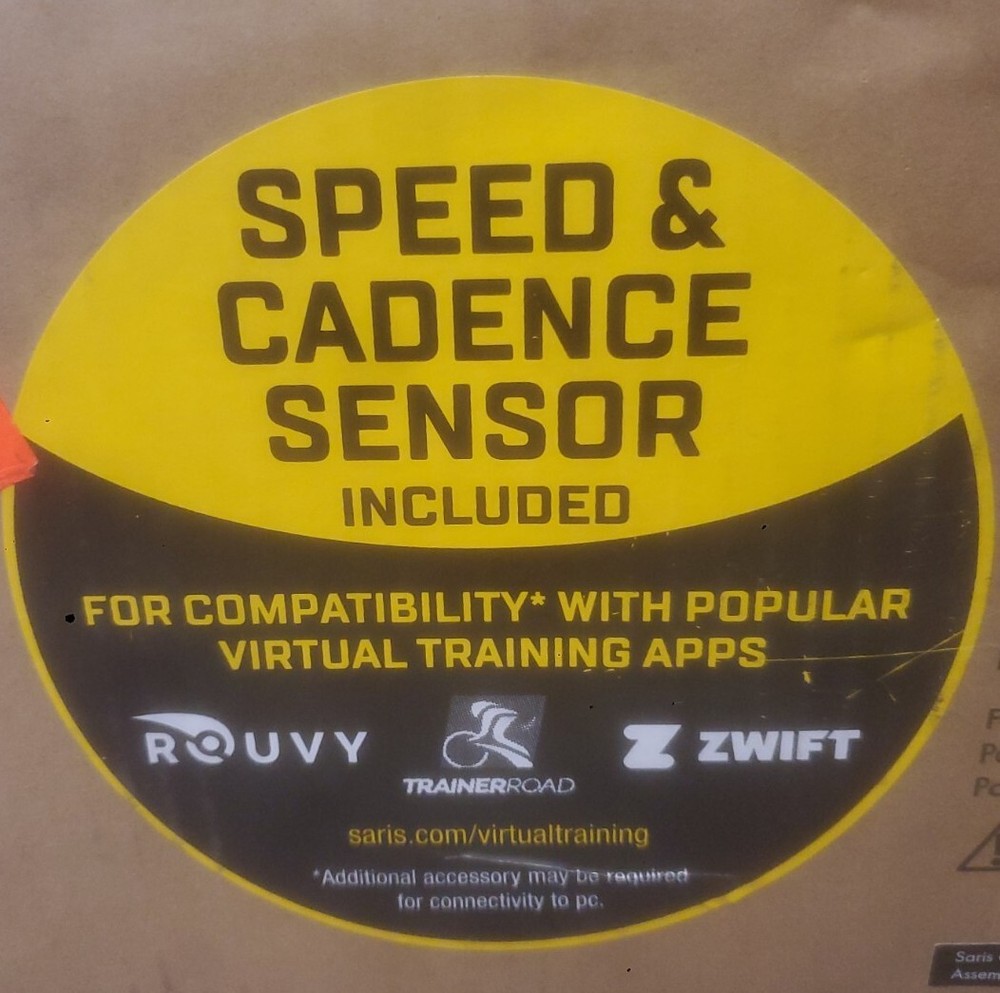 SPEED &
CADENCE
SENSOR
INCLUDED
FOR COMPATIBILITY* WITH POPULAR
VIRTUAL TRAINING APPS
ROUVY
TRAINERROAD
ZWIFT
saris.com/virtualtraining
*Additional accessory may be required
for connectivity to pc.
Saris